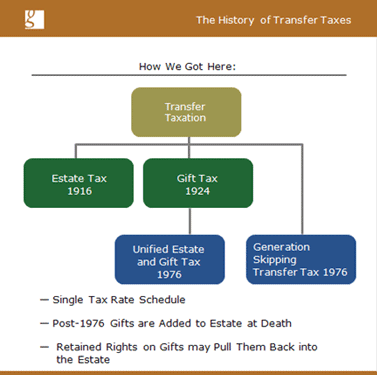 The History of Transfer Taxes
How We Got Here:
Transfer
Taxation
Estate Tax
1916
Gift Tax
1924
Unified Estate
and Gift Tax
1976
Generation
Skipping
Transfer Tax 1976
— Single Tax Rate Schedule
— Post-1976 Gifts are Added to Estate at Death
— Retained Rights on Gifts may Pull Them Back into
the Estate